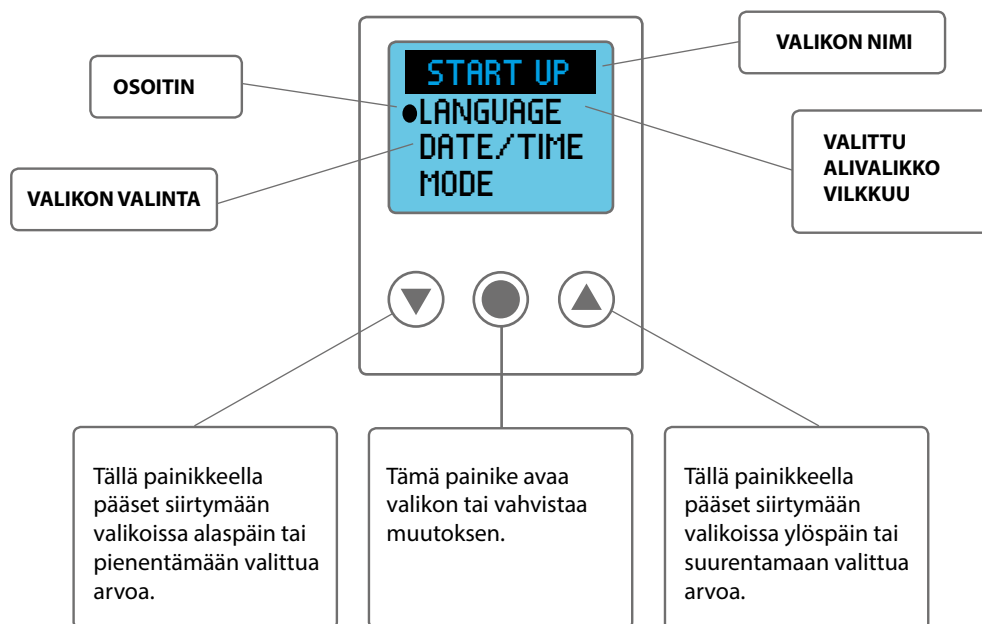 VALIKON NIMI
OSOITIN
START UP
LANGUAGE
DATE/TIME
MODE
VALITTU
ALIVALIKKO
VILKKUU
VALIKON VALINTA
Tällä painikkeella
pääset siirtymään
valikoissa alaspäin tai
pienentämään valittua
arvoa.
Tämä painike avaa
valikon tai vahvistaa
muutoksen.
Tällä painikkeella
pääset siirtymään
valikoissa ylöspäin tai
suurentamaan valittua
arvoa.